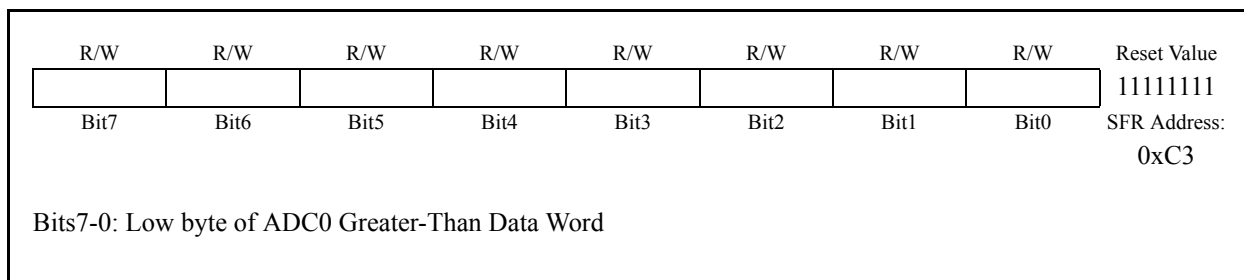 R/W R/W R/W R/W R/W R/W R/W R/W Reset Value
11111111
Bit7 Bit6 Bit5 Bit4 Bit3 Bit2 Bit1 Bit0 SFR Address:
0xC3
Bits7-0: Low byte of ADC0 Greater-Than Data Word